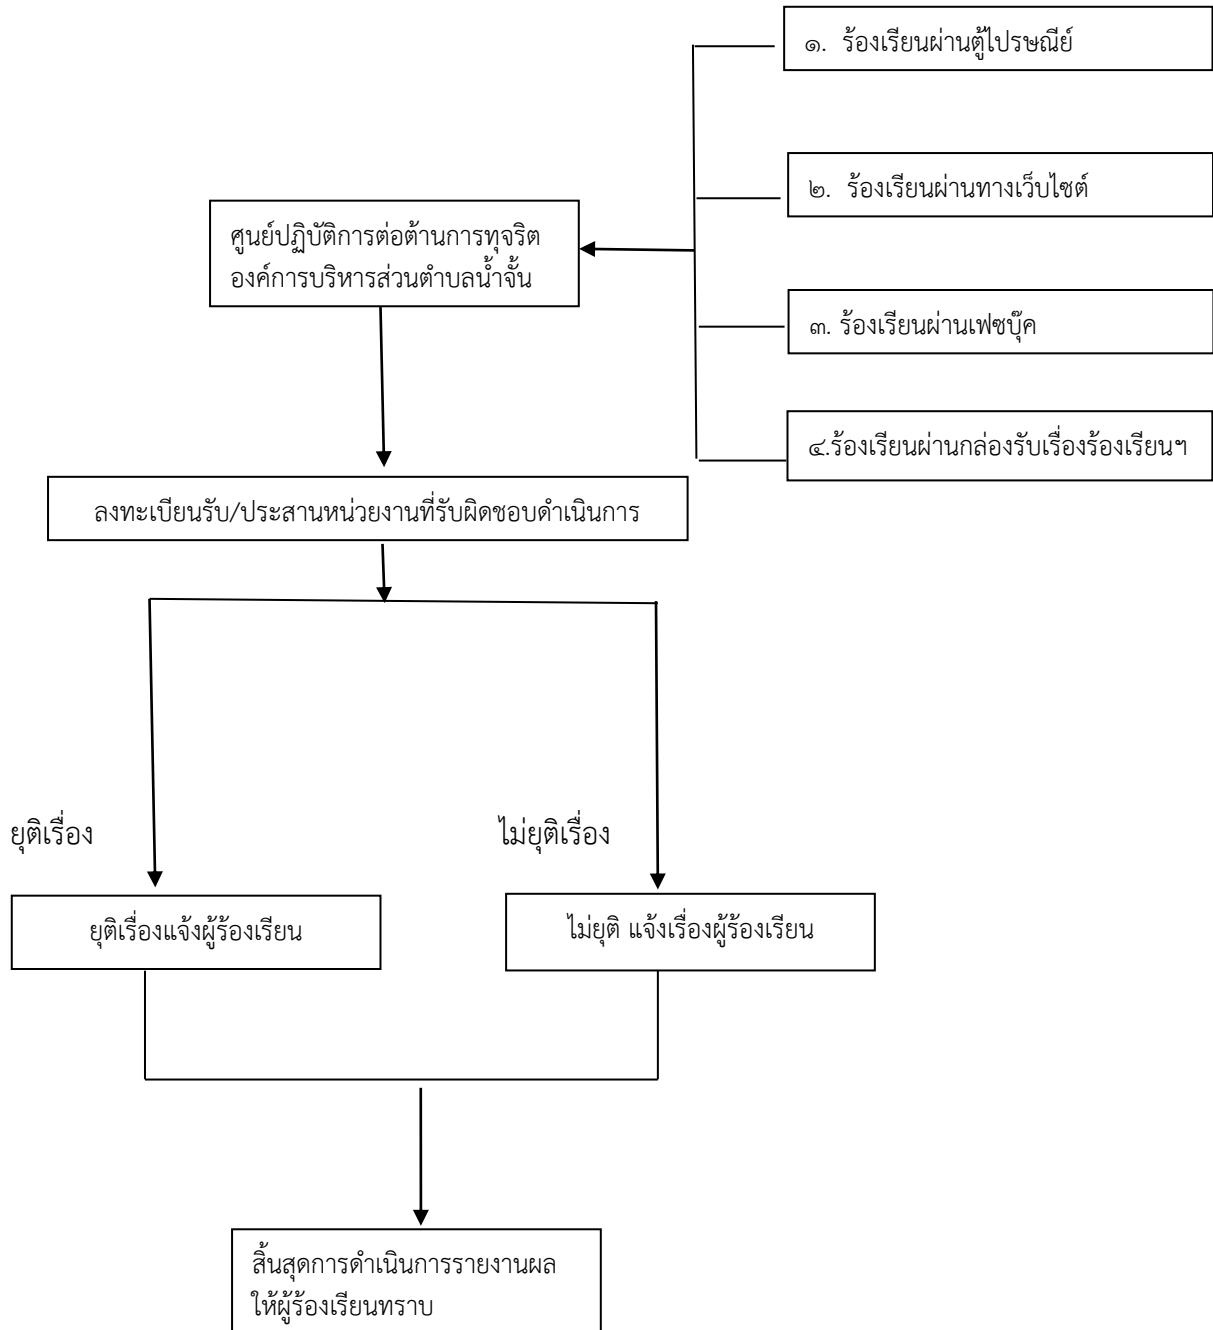 ๑. ร้องเรียนผ่านตู้ไปรษณีย์
๒. ร้องเรียนผ่านทางเว็บไซต์
ศูนย์ปฏิบัติการต่อต้านการทุจริต
องค์การบริหารส่วนตำบลน้ำจั้น
๓. ร้องเรียนผ่านเฟซบุ๊ค
๔.ร้องเรียนผ่านกล่องรับเรื่องร้องเรียนฯ
ลงทะเบียนรับ/ประสานหน่วยงานที่รับผิดชอบดำเนินการ
ยุติเรื่อง
ไม่ยุติเรื่อง
ยุติเรื่องแจ้งผู้ร้องเรียน
ไม่ยุติ แจ้งเรื่องผู้ร้องเรียน
สิ้นสุดการดำเนินการรายงานผล
ให้ผู้ร้องเรียนทราบ